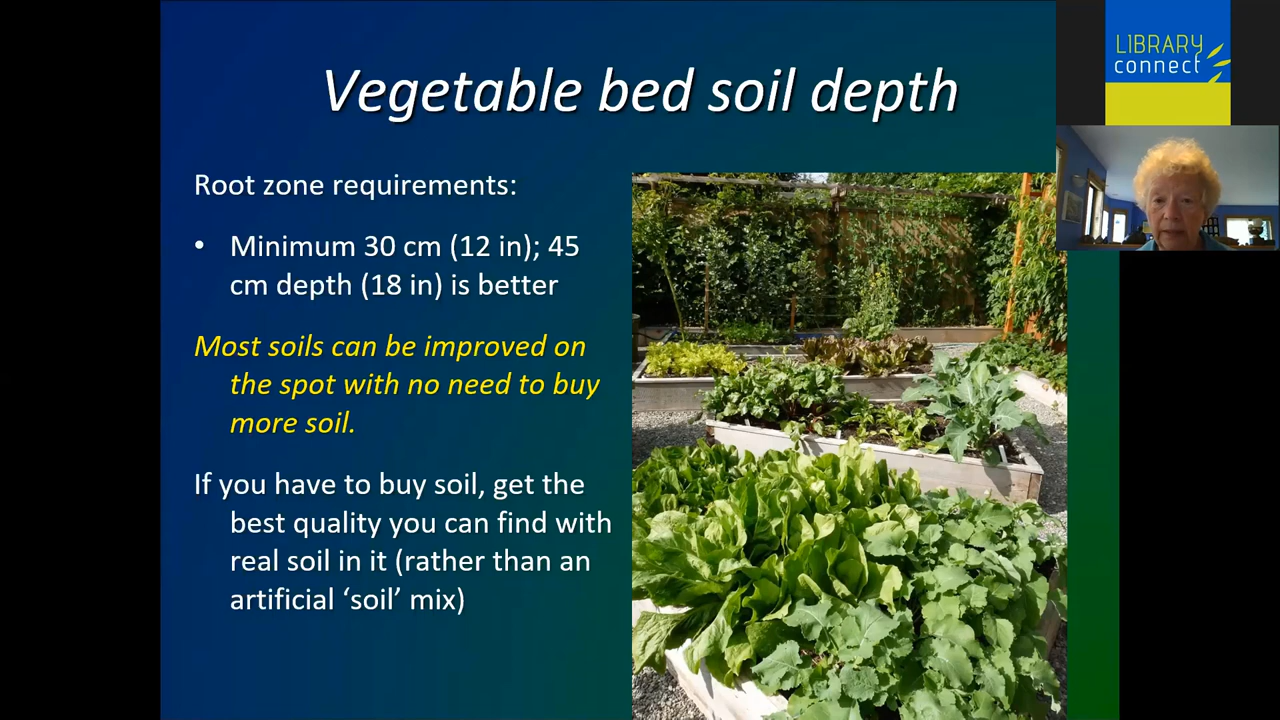 Vegetable bed soil depth
LIBRARY
connect
Root zone requirements:
• Minimum 30 cm (12 in); 45
cm depth (18 in) is better
Most soils can be improved on
the spot with no need to buy
more soil.
If you have to buy soil, get the
best quality you can find with
real soil in it (rather than an
artificial ‘soil’ mix)